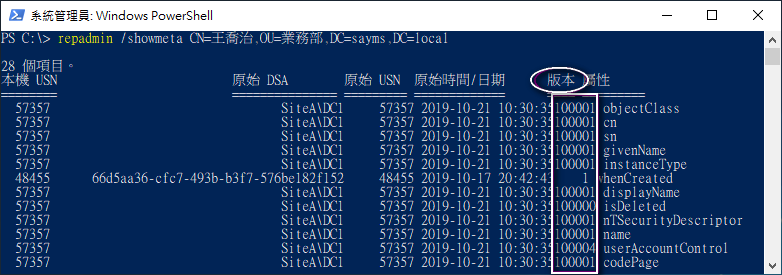 系統管理員: Windows PowerShell
PS C:\> repadmin /showmeta CN=王喬治,OU=業務部,DC=sayms,DC=local
28 個項目。
本機 USN 原始 DSA 原始 USN 原始時間/日期 版本 屬性
======= =============== ========= ============= === =========
57357 SiteA\DC1 57357 2019-10-21 10:30:35 100001 objectClass
57357 SiteA\DC1 57357 2019-10-21 10:30:35 100001 cn
57357 SiteA\DC1 57357 2019-10-21 10:30:35 100001 sn
57357 SiteA\DC1 57357 2019-10-21 10:30:35 100001 givenName
57357 SiteA\DC1 57357 2019-10-21 10:30:35 100001 instanceType
48455 66d5aa36-cfc7-493b-b3f7-576be182f152 48455 2019-10-17 20:42:4 1 whenCreated
57357 SiteA\DC1 57357 2019-10-21 10:30:35 100001 displayName
57357 SiteA\DC1 57357 2019-10-21 10:30:35 100000 isDeleted
57357 SiteA\DC1 57357 2019-10-21 10:30:35 100001 nTSecurityDescriptor
57357 SiteA\DC1 57357 2019-10-21 10:30:35 100001 name
57357 SiteA\DC1 57357 2019-10-21 10:30:35 100004 userAccountControl
57357 SiteA\DC1 57357 2019-10-21 10:30:35 100001 codePage